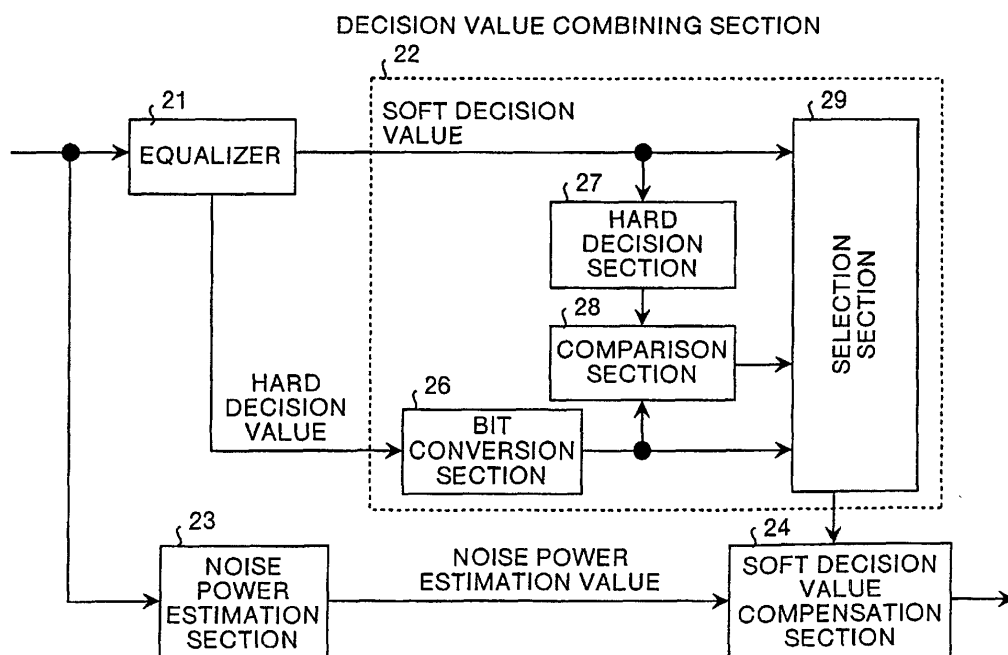 DECISION VALUE COMBINING SECTION
22
21
EQUALIZER
SOFT DECISION
VALUE
29
SELECTION
SECTION
27
HARD
DECISION
SECTION
28
COMPARISON
SECTION
HARD
DECISION
VALUE
26
BIT
CONVERSION
SECTION
23
NOISE
POWER
ESTIMATION
SECTION
NOISE POWER
ESTIMATION VALUE
24
SOFT DECISION
VALUE
COMPENSATION
SECTION